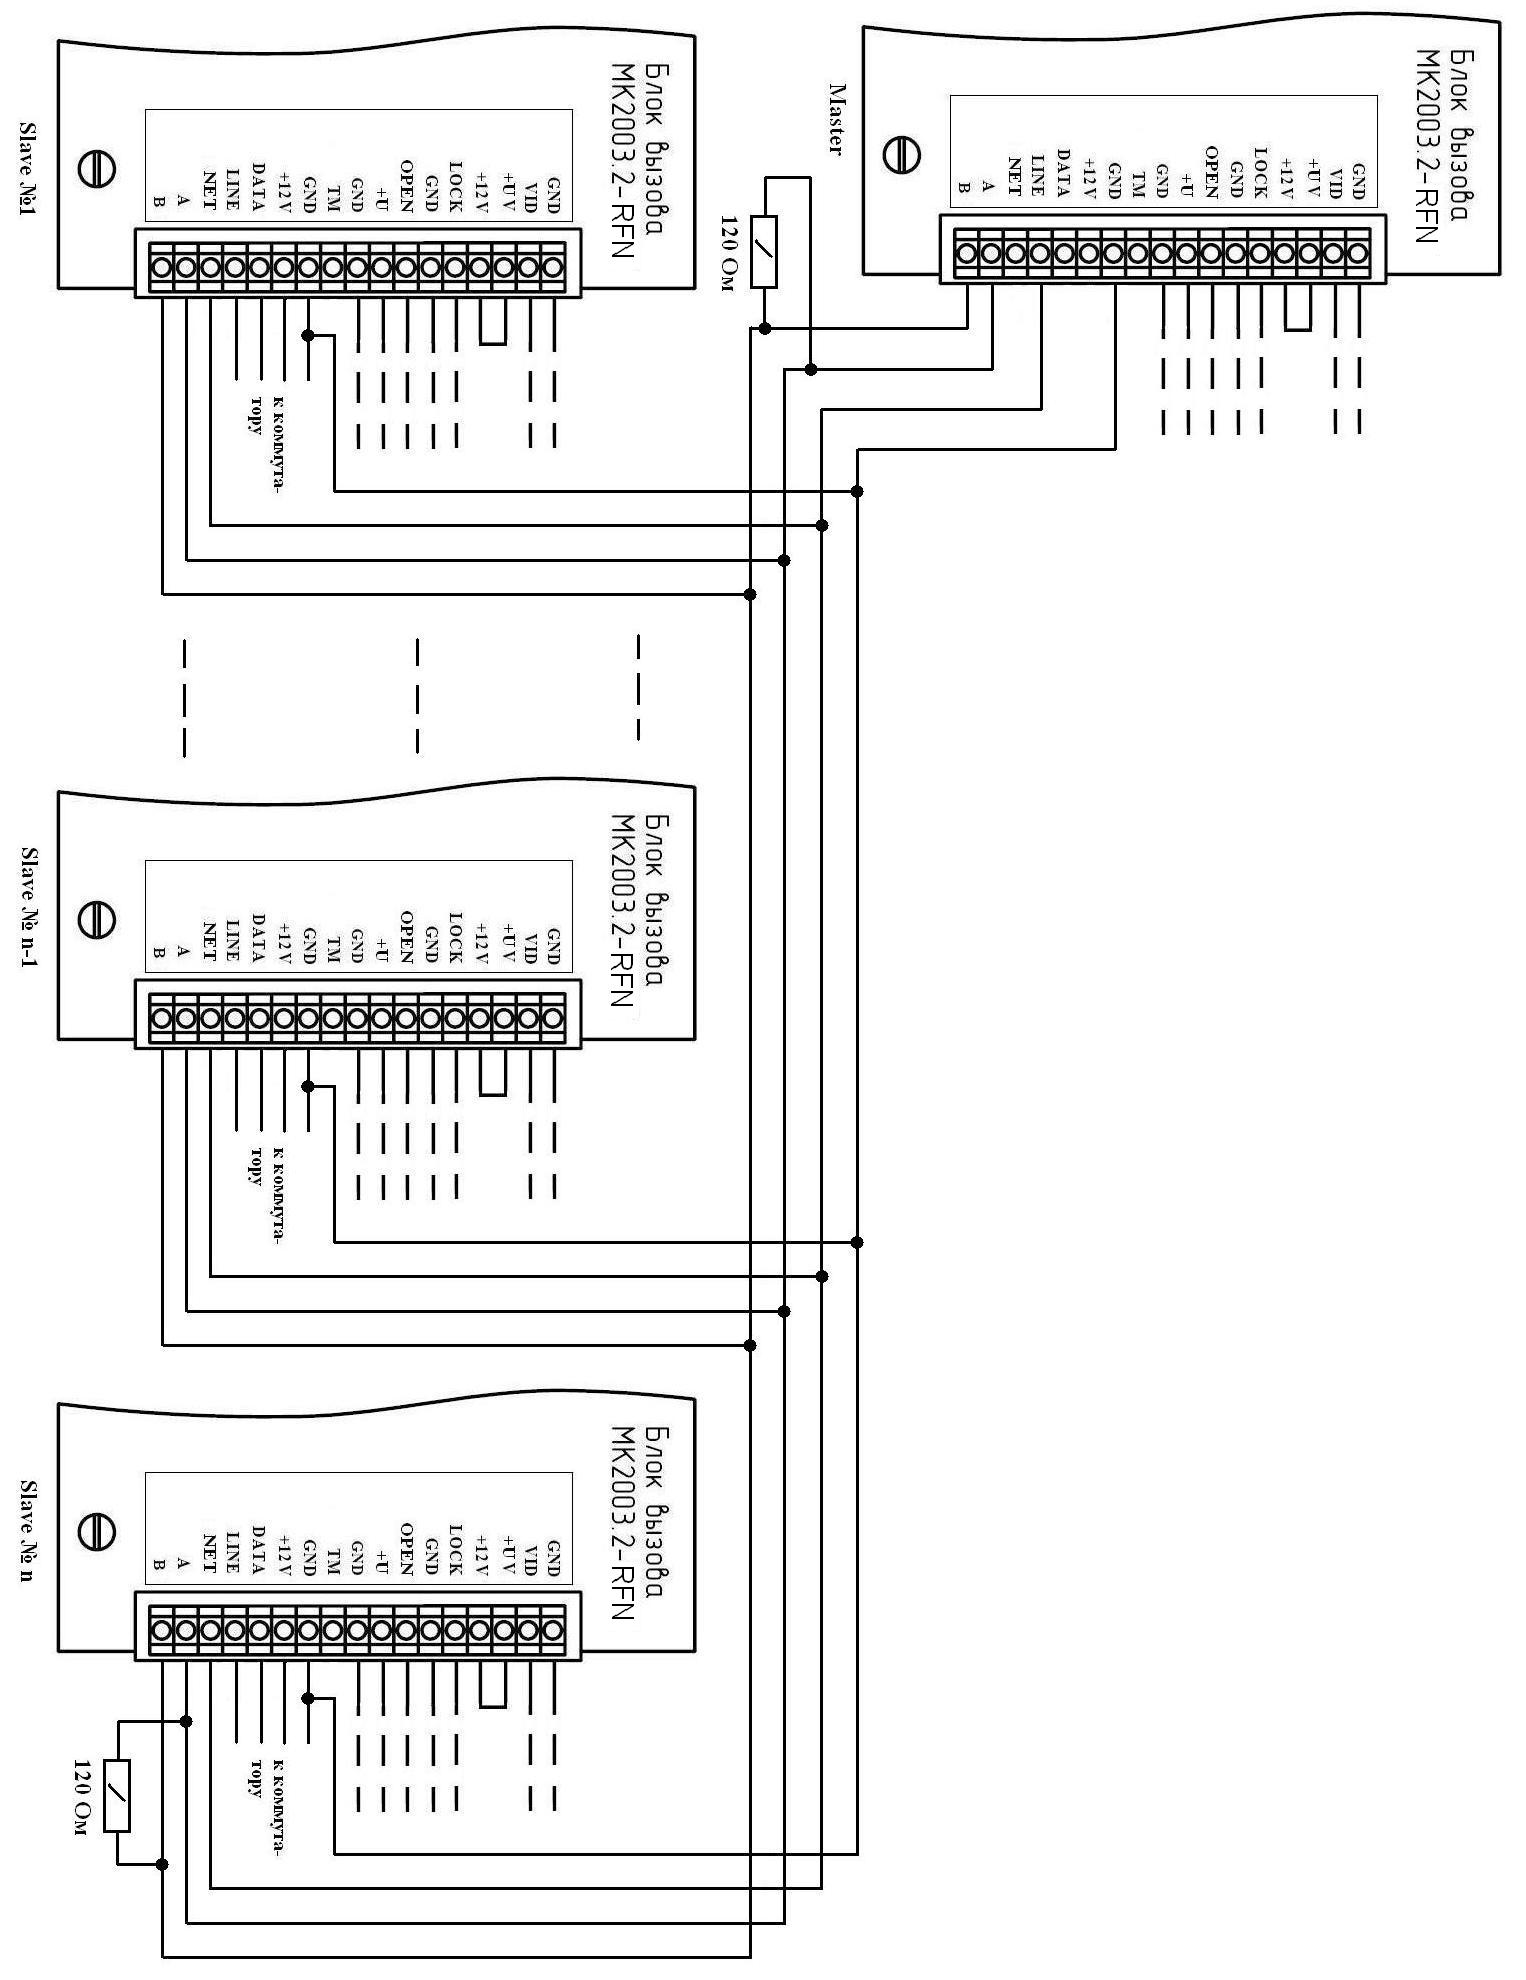 Блок вызова
МК2003.2-RFN
Slave №1
B
A
NET
LINE
DATA
+12V
GND
TM
GND
+U
OPEN
GND
LOCK
+12V
+UV
VID
GND
к коммута-
тору
Блок вызова
МК2003.2-RFN
Master
B
A
NET
LINE
DATA
+12V
GND
TM
GND
+U
OPEN
GND
LOCK
+12V
+UV
VID
GND
120 Ом
Блок вызова
МК2003.2-RFN
Slave № n-1
B
A
NET
LINE
DATA
+12V
GND
TM
GND
+U
OPEN
GND
LOCK
+12V
+UV
VID
GND
к коммута-
тору
Блок вызова
МК2003.2-RFN
Slave № n
B
A
NET
LINE
DATA
+12V
GND
TM
GND
+U
OPEN
GND
LOCK
+12V
+UV
VID
GND
к коммута-
тору
120 Ом